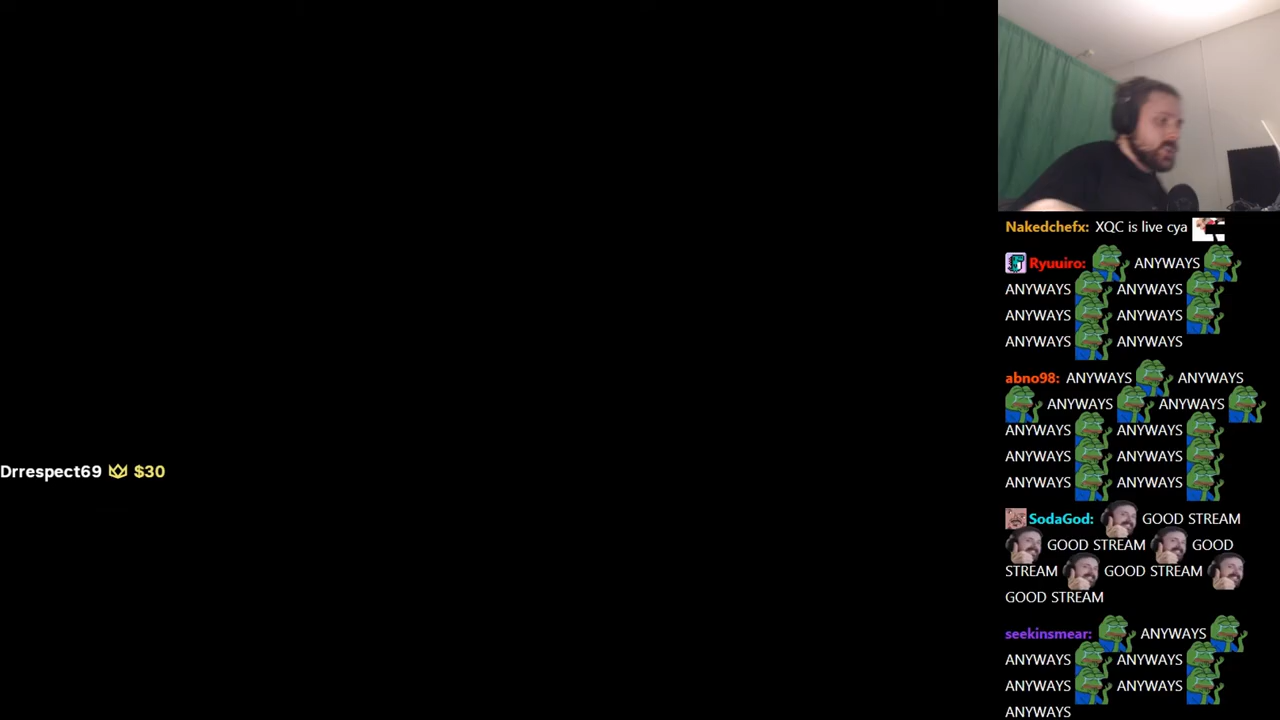 Drrespect69 $30
Nakedchefx: XQC is live cya
Ryuuiro: ANYWAYS
ANYWAYS ANYWAYS
ANYWAYS ANYWAYS
ANYWAYS ANYWAYS
abno98: ANYWAYS ANYWAYS
ANYWAYS ANYWAYS
ANYWAYS ANYWAYS
ANYWAYS ANYWAYS
ANYWAYS ANYWAYS
SodaGod: GOOD STREAM
GOOD STREAM GOOD
STREAM GOOD STREAM
GOOD STREAM
seekinsmear: ANYWAYS
ANYWAYS ANYWAYS
ANYWAYS ANYWAYS
ANYWAYS